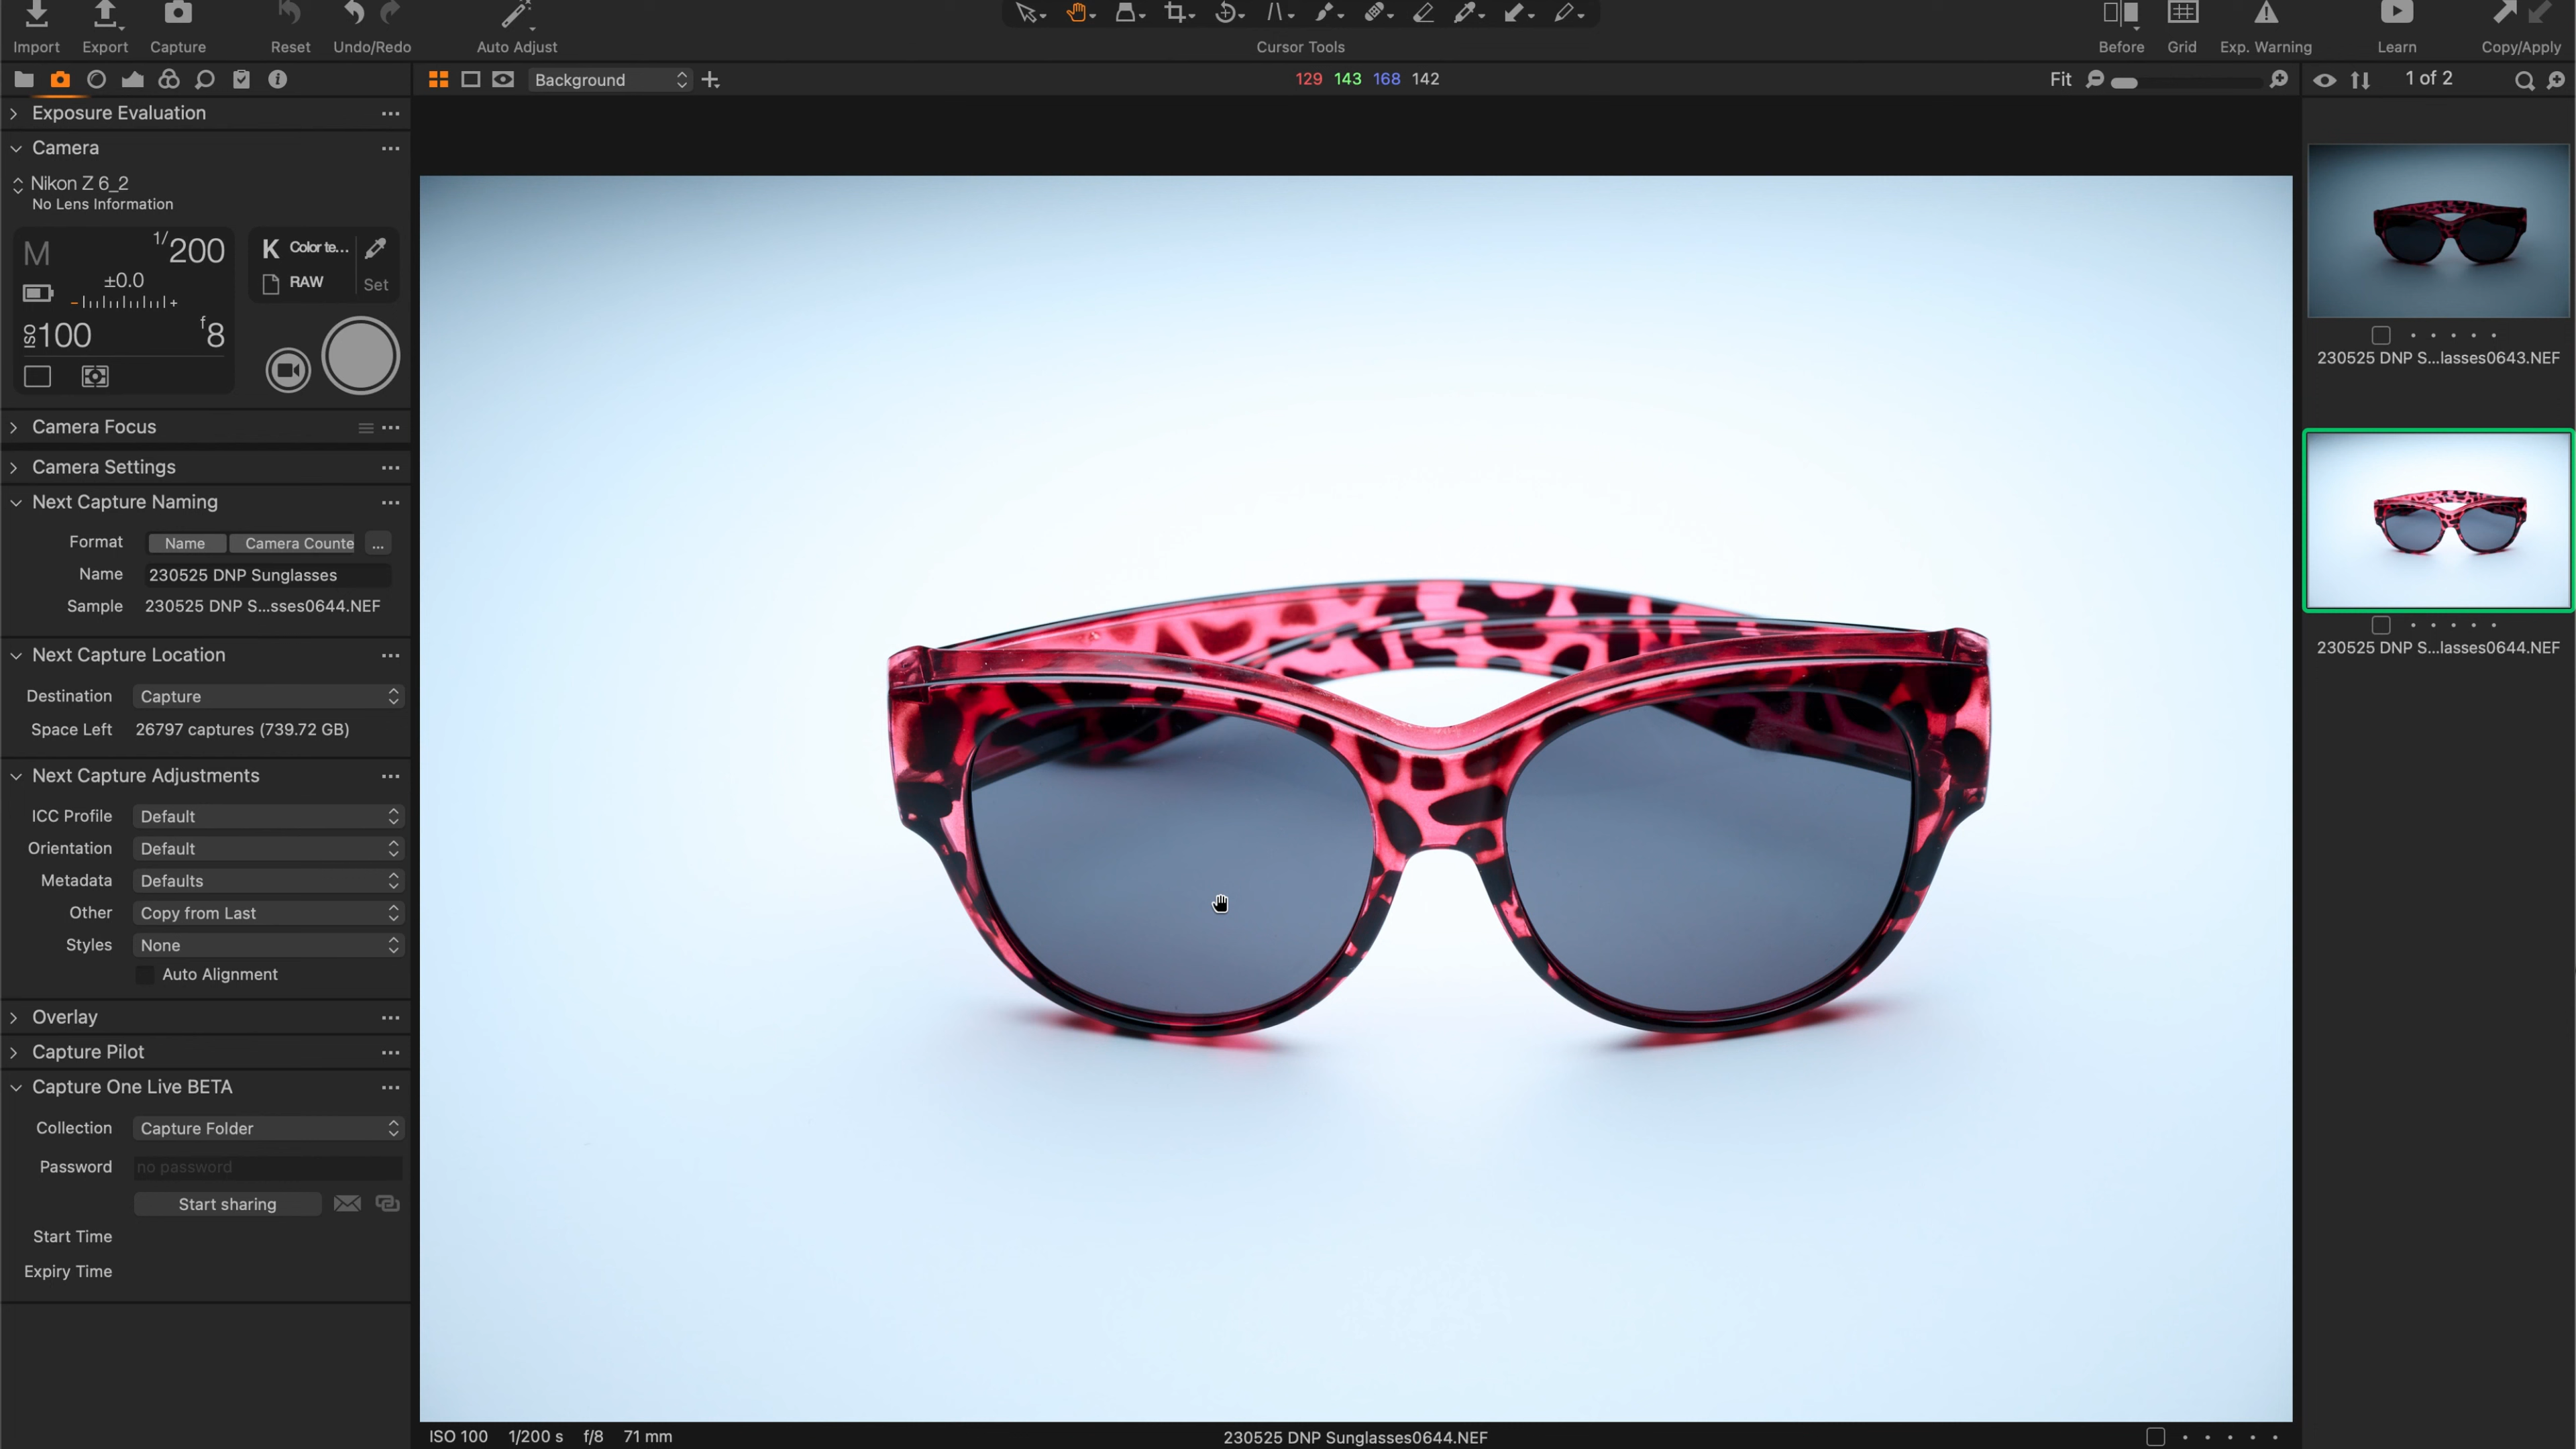 Import Export Capture Reset Undo/Redo Auto Adjust Cursor Tools Before Grid Exp. Warning Learn Copy/Apply
Background 129 143 168 142 Fit 1 of 2
Exposure Evaluation
Camera
Nikon Z 6_2
No Lens Information
M 1/200
±0.0
- +
ISO 100 f8
K Color te...
RAW
Set
Camera Focus
Camera Settings
Next Capture Naming
Format Name Camera Counte ...
Name 230525 DNP Sunglasses
Sample 230525 DNP S...sses0644.NEF
Next Capture Location
Destination Capture
Space Left 26797 captures (739.72 GB)
Next Capture Adjustments
ICC Profile Default
Orientation Default
Metadata Defaults
Other Copy from Last
Styles None
Auto Alignment
Overlay
Capture Pilot
Capture One Live BETA
Collection Capture Folder
Password no password
Start sharing
Start Time
Expiry Time
230525 DNP S...lasses0643.NEF
230525 DNP S...lasses0644.NEF
ISO 100 1/200 s f/8 71 mm
230525 DNP Sunglasses0644.NEF